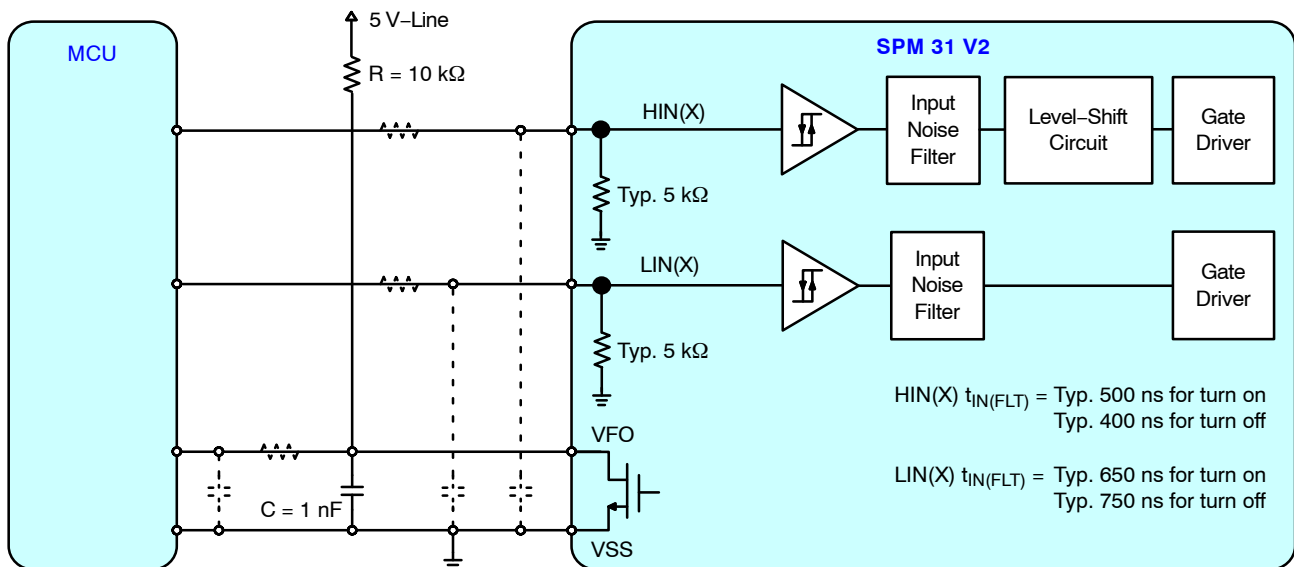 5 V–Line
MCU
SPM 31 V2
R = 10 kΩ
HIN(X)
Input
Noise
Filter
Level–Shift
Circuit
Gate
Driver
Typ. 5 kΩ
LIN(X)
Input
Noise
Filter
Gate
Driver
Typ. 5 kΩ
HIN(X) tIN(FLT) = Typ. 500 ns for turn on
Typ. 400 ns for turn off
VFO
LIN(X) tIN(FLT) = Typ. 650 ns for turn on
Typ. 750 ns for turn off
C = 1 nF
VSS